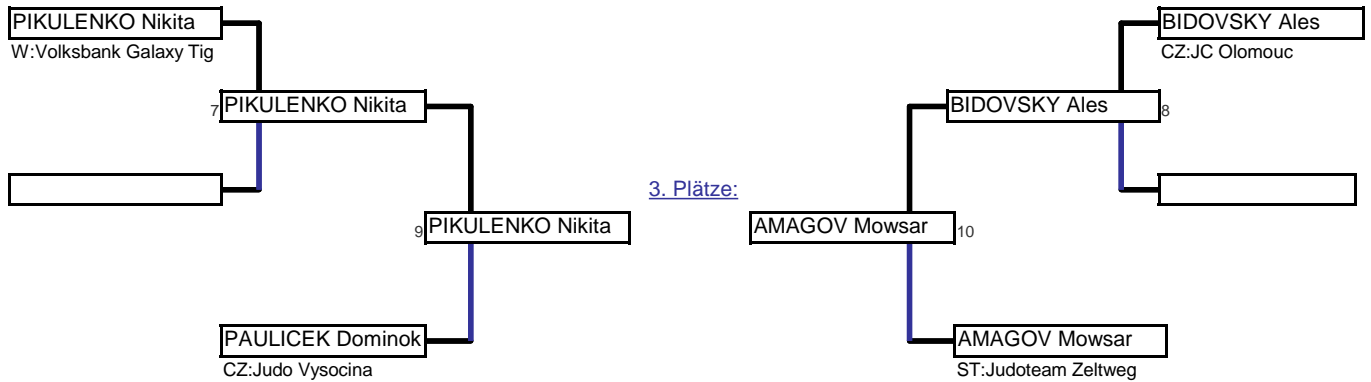 PIKULENKO Nikita
W:Volksbank Galaxy Tig
7 PIKULENKO Nikita
9 PIKULENKO Nikita
PAULICEK Dominok
CZ:Judo Vysocina
3. Plätze:
BIDOVSKY Ales
CZ:JC Olomouc
BIDOVSKY Ales 8
AMAGOV Mowsar 10
AMAGOV Mowsar
ST:Judoteam Zeltweg